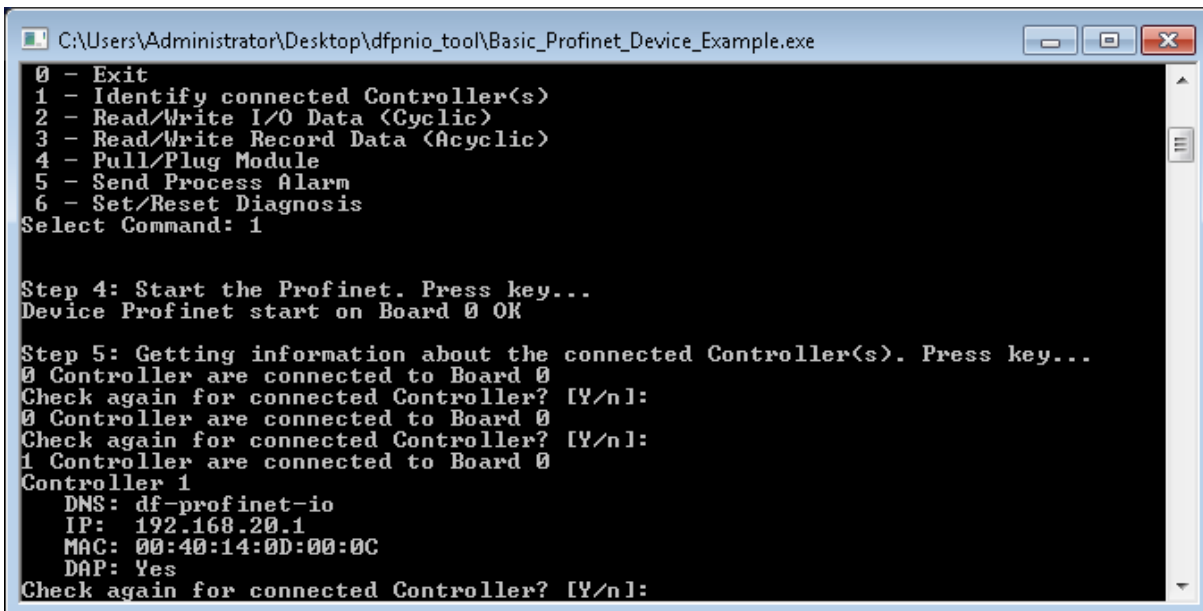 C:\Users\Administrator\Desktop\dfpnio_tool\Basic_Profinet_Device_Example.exe
0 - Exit
1 - Identify connected Controller(s)
2 - Read/Write I/O Data (Cyclic)
3 - Read/Write Record Data (Acyclic)
4 - Pull/Plug Module
5 - Send Process Alarm
6 - Set/Reset Diagnosis
Select Command: 1
Step 4: Start the Profinet. Press key...
Device Profinet start on Board 0 OK
Step 5: Getting information about the connected Controller(s). Press key...
0 Controller are connected to Board 0
Check again for connected Controller? [Y/n]:
0 Controller are connected to Board 0
Check again for connected Controller? [Y/n]:
1 Controller are connected to Board 0
Controller 1
DNS: df-profinet-io
IP: 192.168.20.1
MAC: 00:40:14:0D:00:0C
DAP: Yes
Check again for connected Controller? [Y/n]: